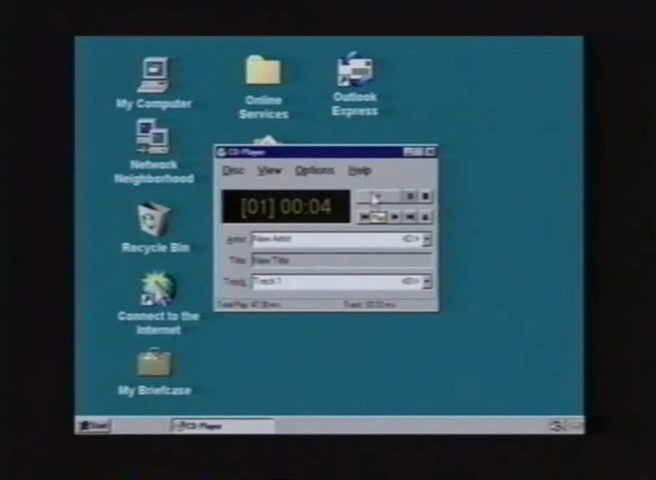 My Computer
Online
Services
Outlook
Express
Network
Neighborhood
Recycle Bin
Connect to the
Internet
My Briefcase
CD Player
Disc View Options Help
[01] 00:04
Artist: New Artist
Title: New Title
Track: Track 1
Start
CD Player